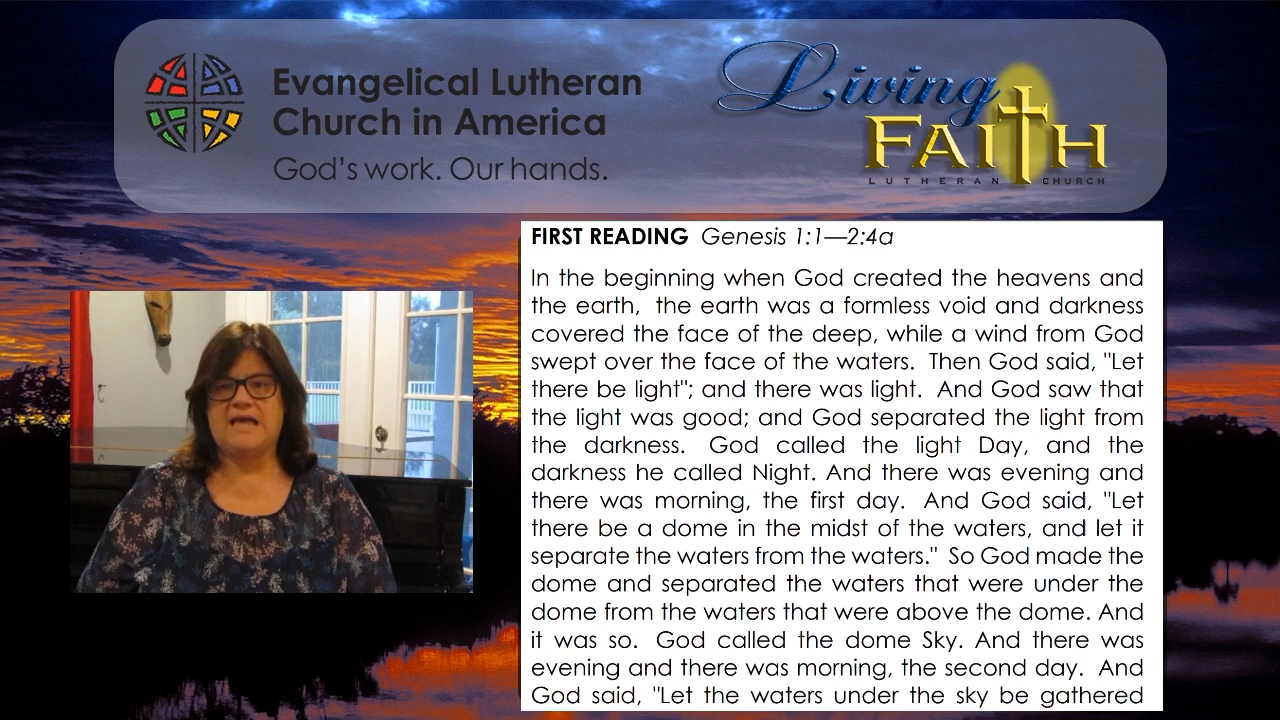 Evangelical Lutheran
Church in America
God's work. Our hands.
Living
FAITH
LUTHERAN CHURCH
FIRST READING Genesis 1:1—2:4a
In the beginning when God created the heavens and
the earth, the earth was a formless void and darkness
covered the face of the deep, while a wind from God
swept over the face of the waters. Then God said, "Let
there be light"; and there was light. And God saw that
the light was good; and God separated the light from
the darkness. God called the light Day, and the
darkness he called Night. And there was evening and
there was morning, the first day. And God said, "Let
there be a dome in the midst of the waters, and let it
separate the waters from the waters." So God made the
dome and separated the waters that were under the
dome from the waters that were above the dome. And
it was so. God called the dome Sky. And there was
evening and there was morning, the second day. And
God said, "Let the waters under the sky be gathered